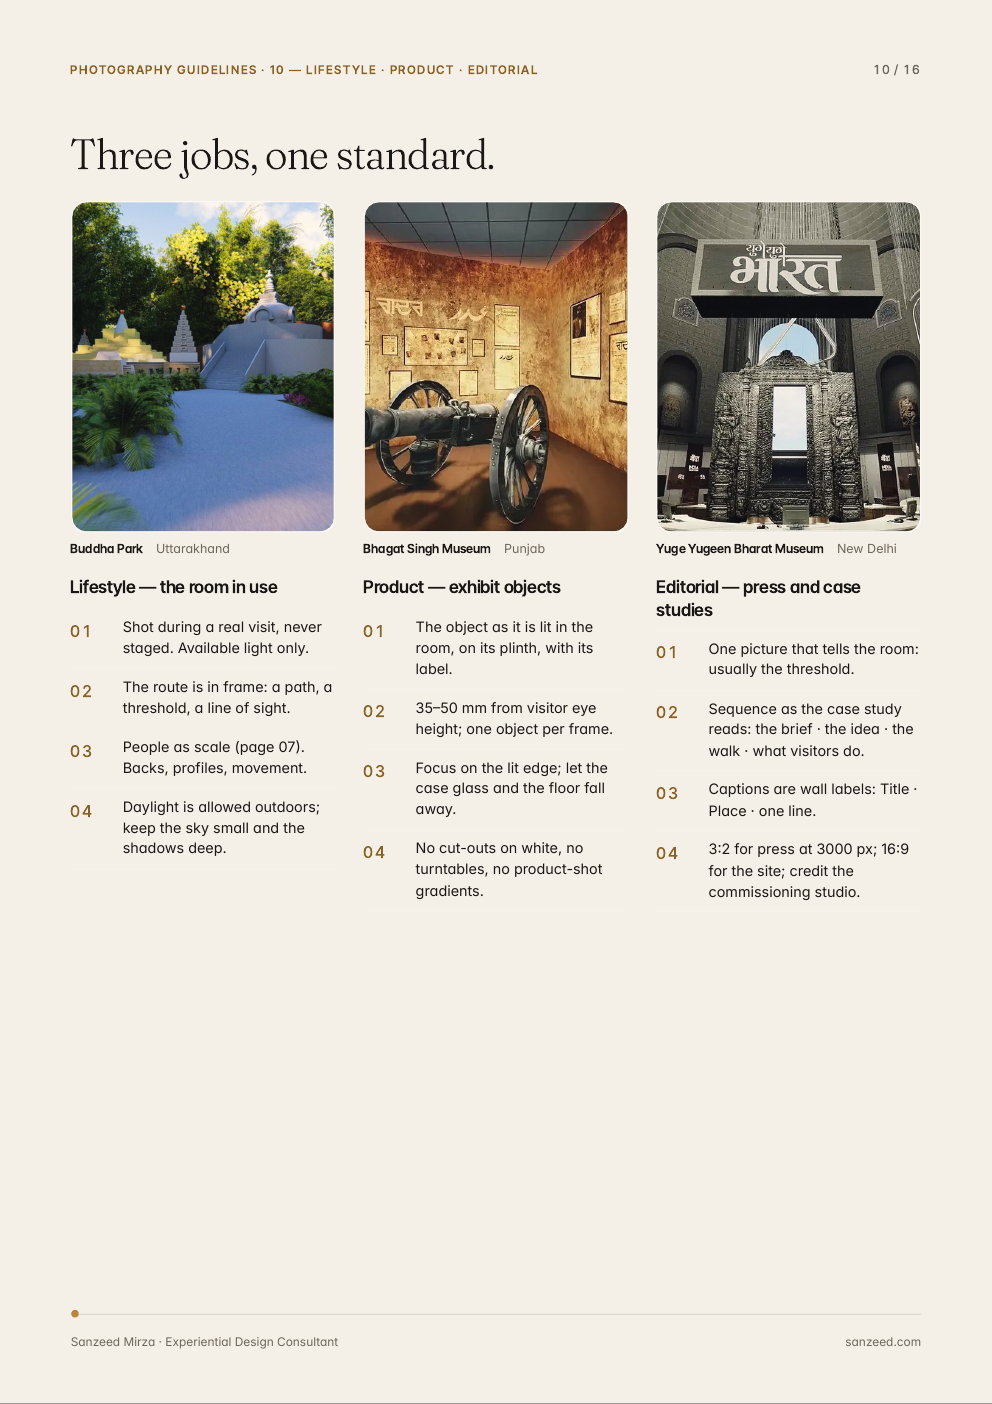 PHOTOGRAPHY GUIDELINES · 10 — LIFESTYLE · PRODUCT · EDITORIAL
10 / 16
Three jobs, one standard.
युगे युगे
भारत
Buddha Park Uttarakhand
Lifestyle — the room in use
01 Shot during a real visit, never
staged. Available light only.
02 The route is in frame: a path, a
threshold, a line of sight.
03 People as scale (page 07).
Backs, profiles, movement.
04 Daylight is allowed outdoors;
keep the sky small and the
shadows deep.
Bhagat Singh Museum Punjab
Product — exhibit objects
01 The object as it is lit in the
room, on its plinth, with its
label.
02 35–50 mm from visitor eye
height; one object per frame.
03 Focus on the lit edge; let the
case glass and the floor fall
away.
04 No cut-outs on white, no
turntables, no product-shot
gradients.
Yuge Yugeen Bharat Museum New Delhi
Editorial — press and case
studies
01 One picture that tells the room:
usually the threshold.
02 Sequence as the case study
reads: the brief · the idea · the
walk · what visitors do.
03 Captions are wall labels: Title ·
Place · one line.
04 3:2 for press at 3000 px; 16:9
for the site; credit the
commissioning studio.
Sanzeed Mirza · Experiential Design Consultant
sanzeed.com